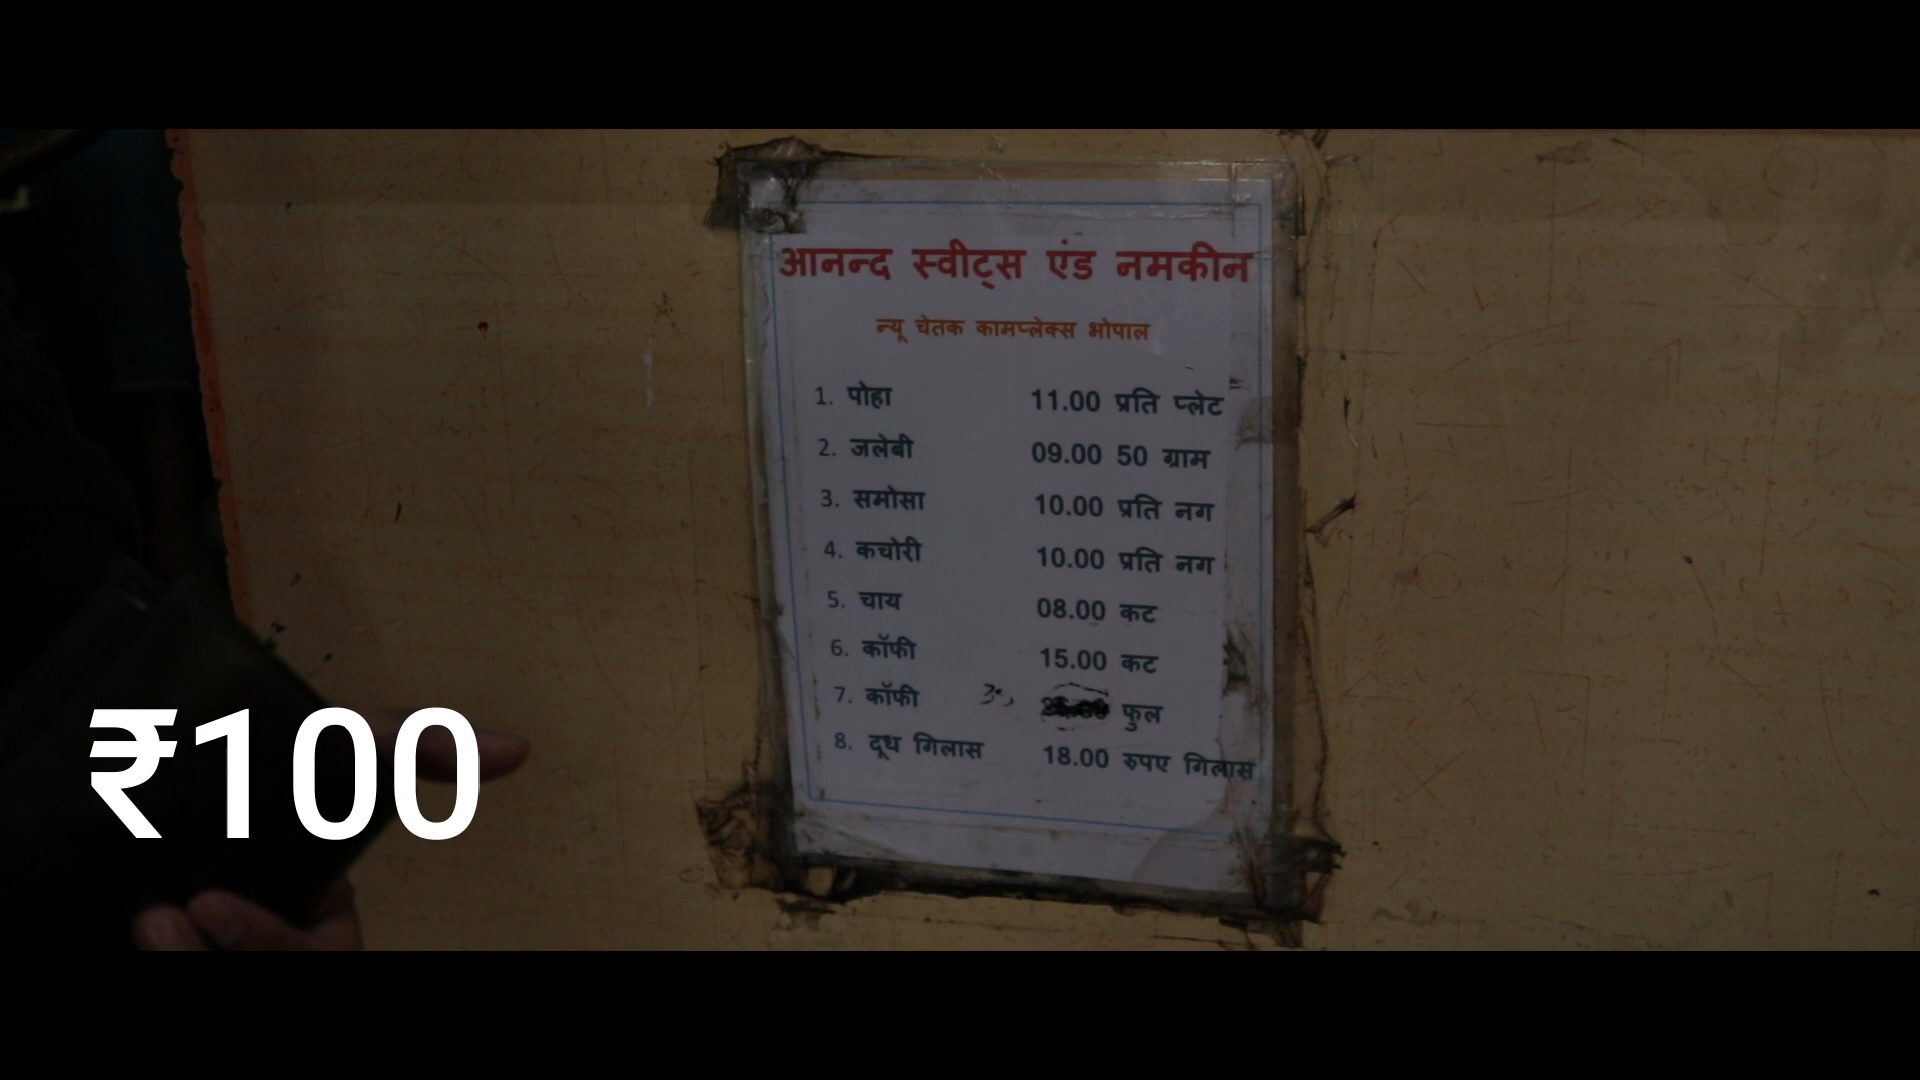 आनन्द स्वीट्स एंड नमकीन
न्यू चेतक काम्पलेक्स भोपाल
1. पोहा 11.00 प्रति प्लेट
2. जलेबी 09.00 50 ग्राम
3. समोसा 10.00 प्रति नग
4. कचोरी 10.00 प्रति नग
5. चाय 08.00 कट
6. कॉफी 15.00 कट
7. कॉफी फुल
8. दूध गिलास 18.00 रुपए गिलास
₹100